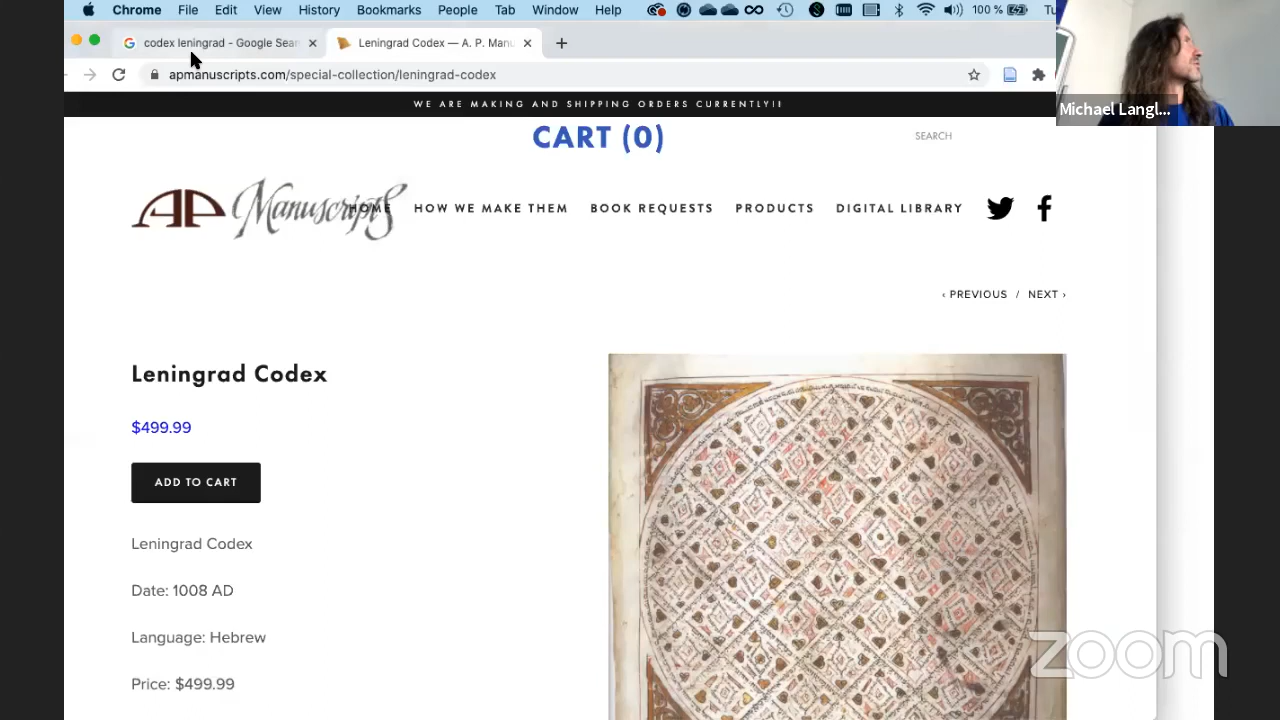 Chrome File Edit View History Bookmarks People Tab Window Help 100 %
codex leningrad - Google Sear
Leningrad Codex — A. P. Manu
apmanuscripts.com/special-collection/leningrad-codex
Michael Langl...
WE ARE MAKING AND SHIPPING ORDERS CURRENTLY!!
CART (0)
SEARCH
AP Manuscripts
HOME HOW WE MAKE THEM BOOK REQUESTS PRODUCTS DIGITAL LIBRARY
‹ PREVIOUS / NEXT ›
Leningrad Codex
$499.99
ADD TO CART
Leningrad Codex
Date: 1008 AD
Language: Hebrew
Price: $499.99
zoom